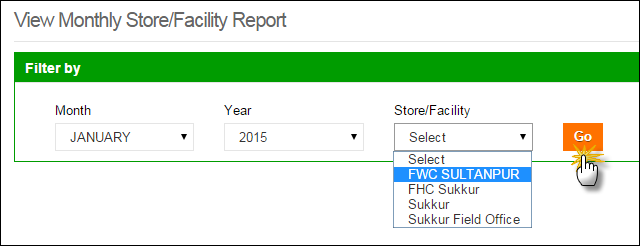 View Monthly Store/Facility Report
Filter by
Month Year Store/Facility
JANUARY 2015 Select Go
Select
FWC SULTANPUR
FHC Sukkur
Sukkur
Sukkur Field Office